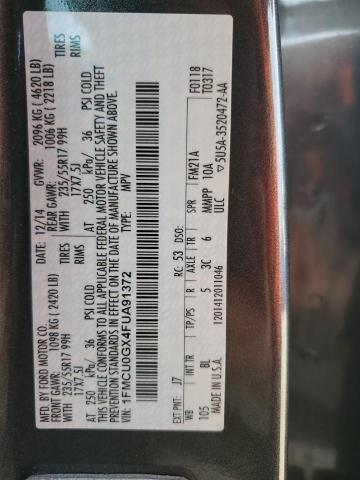 MFD. BY FORD MOTOR CO.
DATE: 12/14 GVWR: 2096 KG ( 4620 LB)
FRONT GAWR: 1098 KG ( 2420 LB) 1006 KG ( 2218 LB)
WITH 235/55R17 99H TIRES WITH 235/55R17 99H TIRES
17X7.5J RIMS 17X7.5J RIMS
AT 250 kPa/ 36 PSI COLD AT 250 kPa/ 36 PSI COLD
THIS VEHICLE CONFORMS TO ALL APPLICABLE FEDERAL MOTOR VEHICLE SAFETY AND THEFT
PREVENTION STANDARDS IN EFFECT ON THE DATE OF MANUFACTURE SHOWN ABOVE.
VIN: 1FMCU0GX4FUA91372
TYPE: MPV
F0118
T0317
EXT PNT: J7 RC: 53 DSO:
WB INT TR TP/PS R AXLE TR SPR FM21A
105 8L 5 3C 6 MMPP 10A
ULC
MADE IN U.S.A. 1201412011046 ▽5U5A-3520472-AA